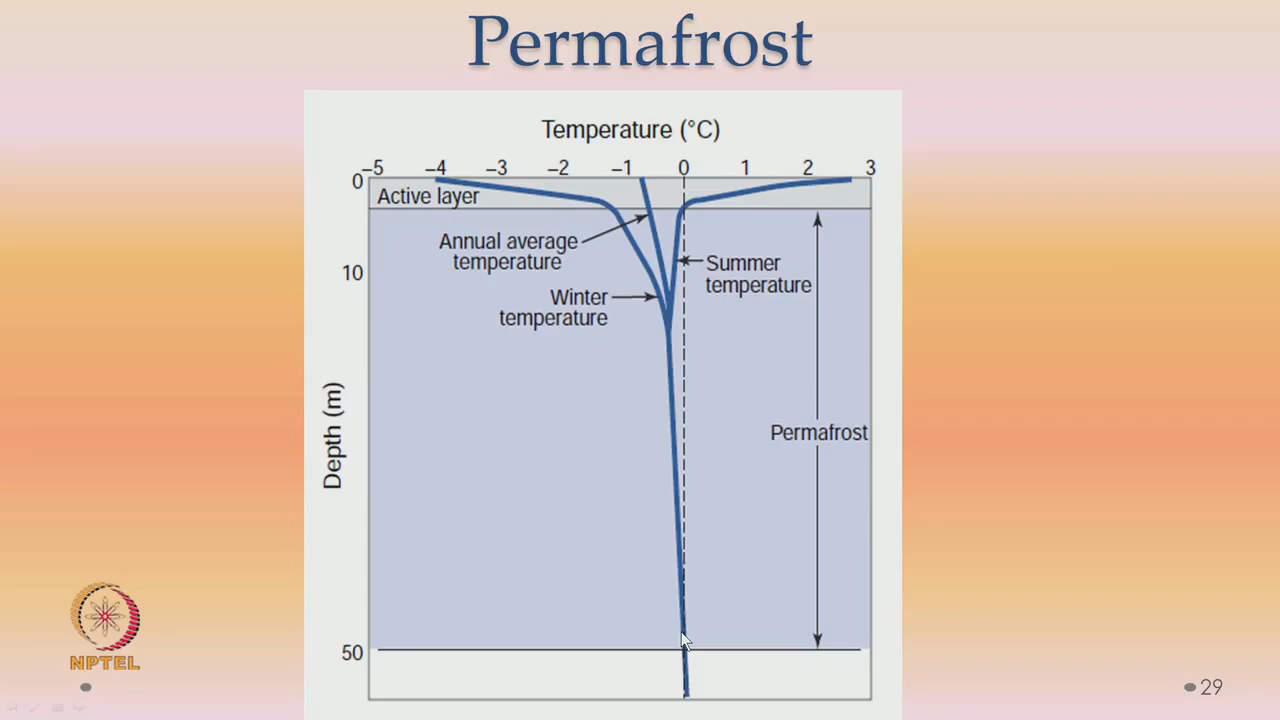 Permafrost
Temperature (°C)
–5 –4 –3 –2 –1 0 1 2 3
0
Active layer
Annual average
temperature
10
Summer
temperature
Winter
temperature
Depth (m)
Permafrost
50
NPTEL
29